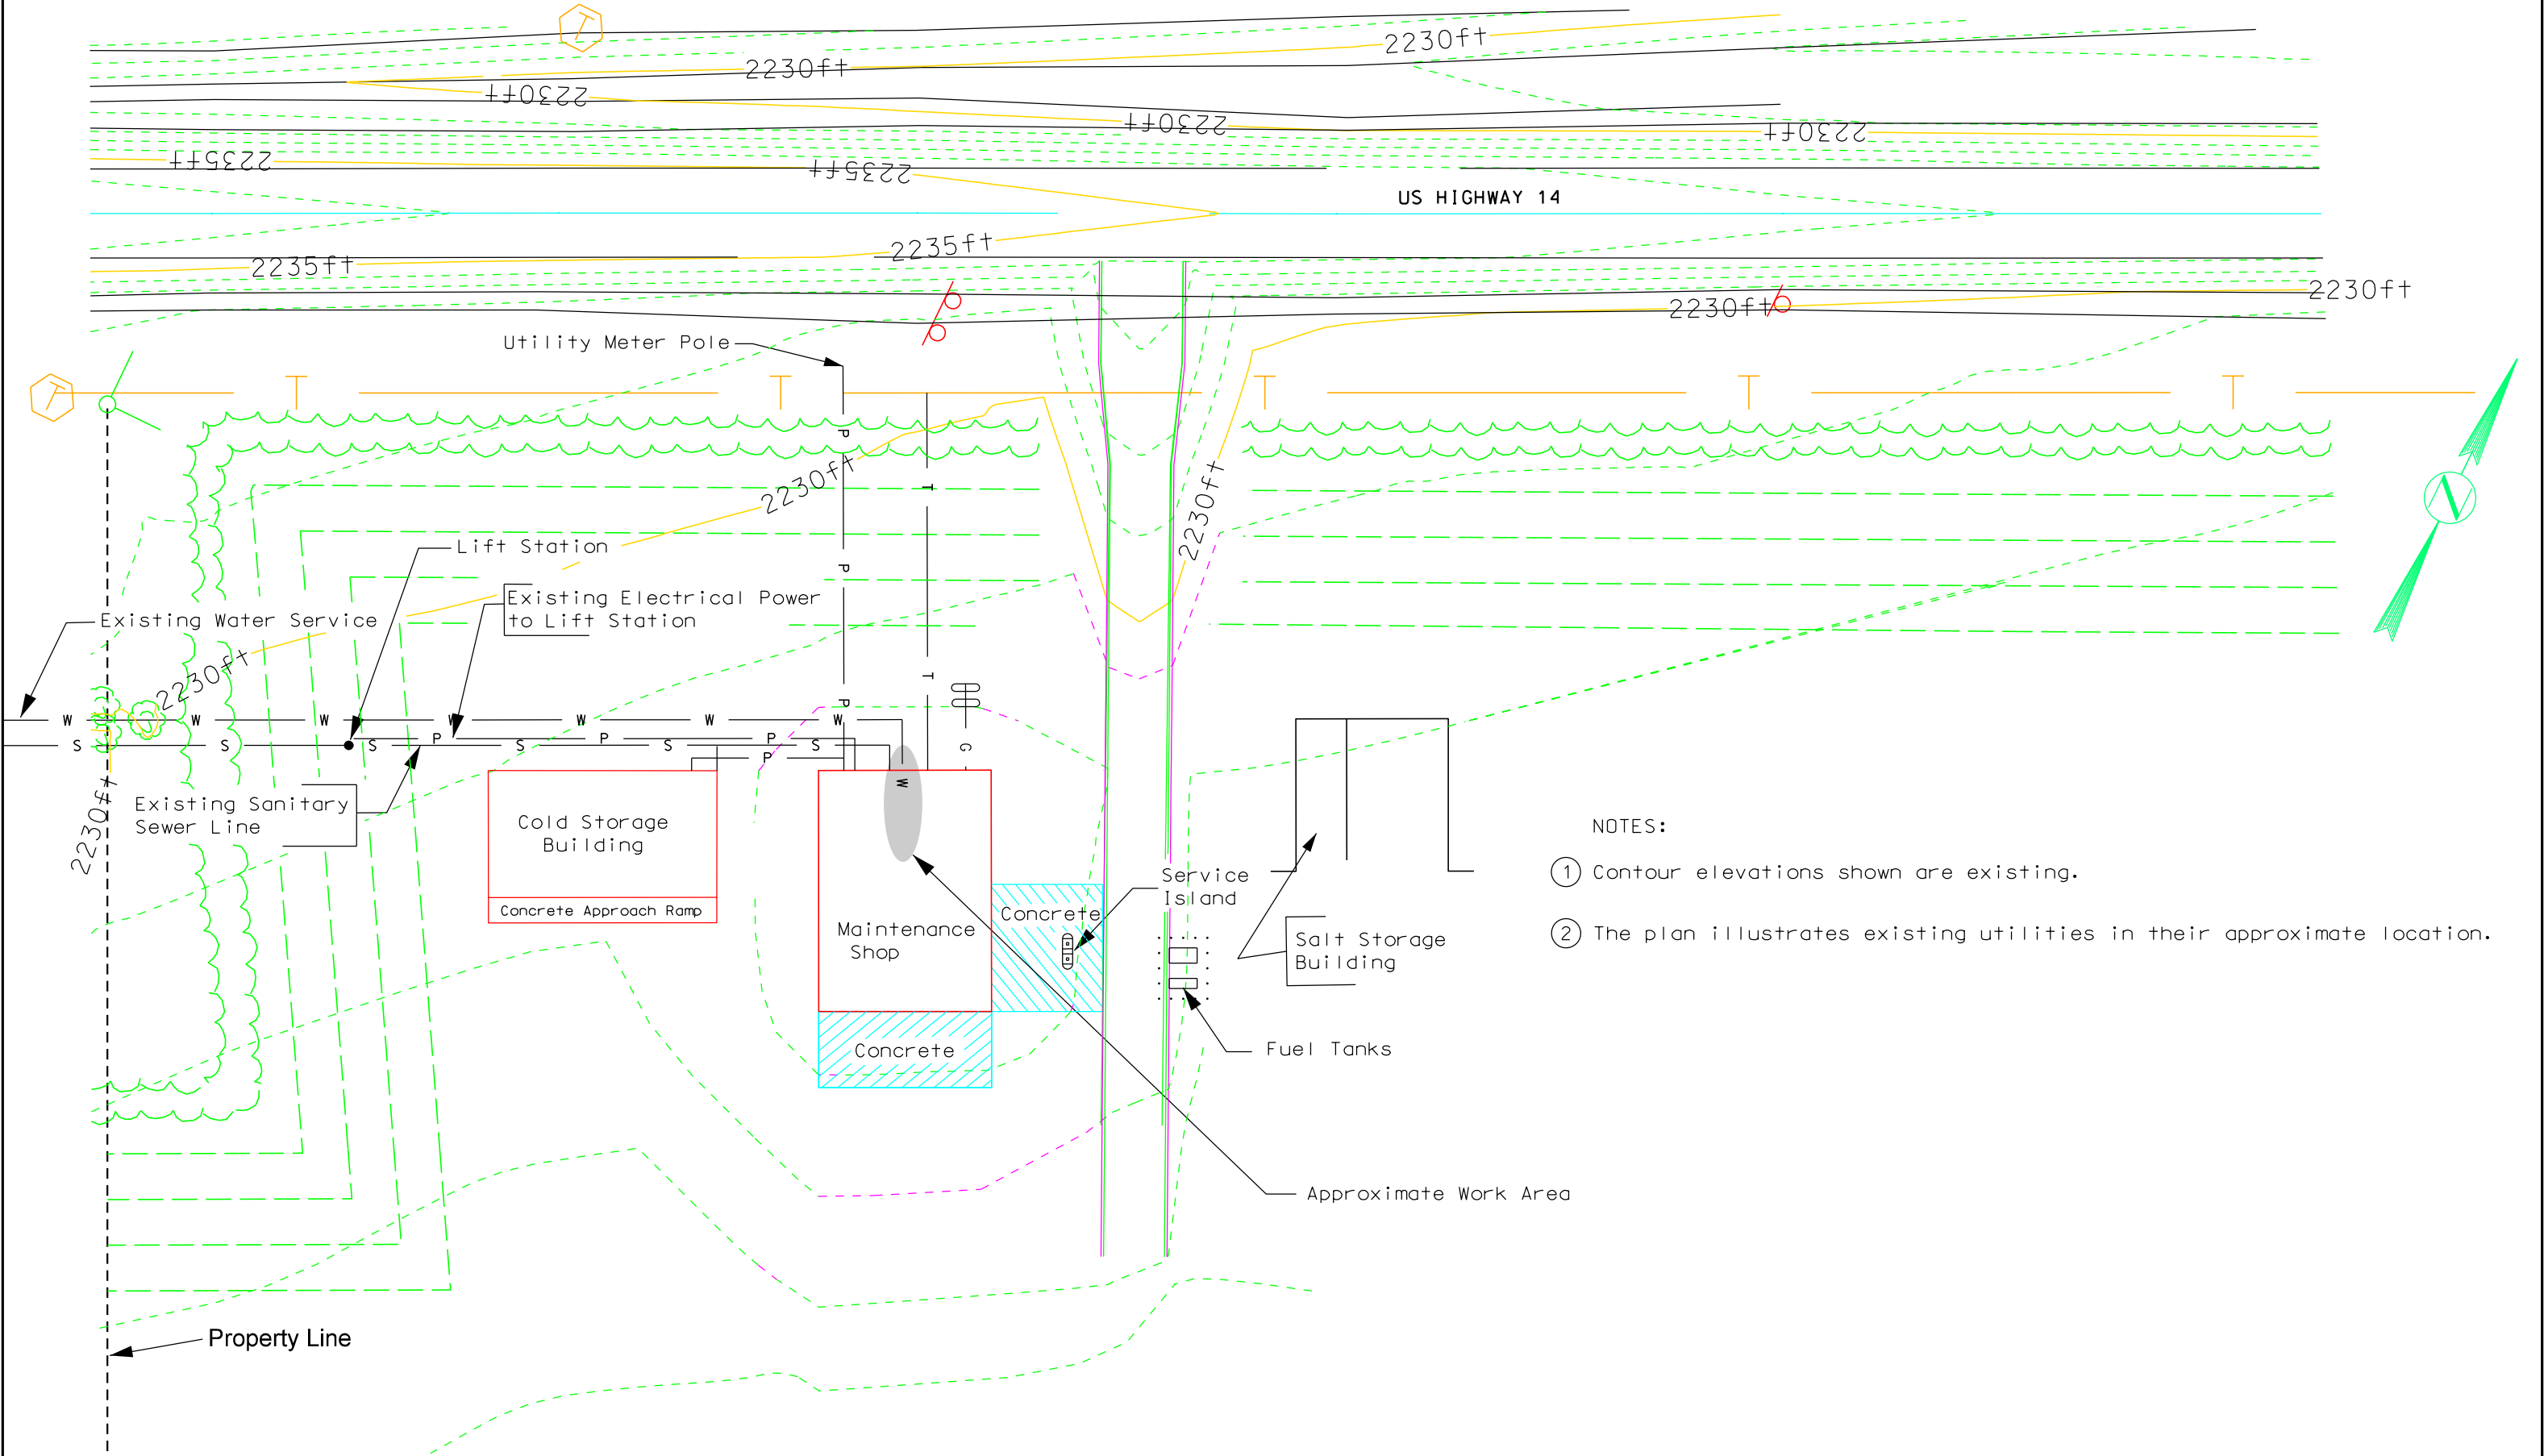 2230ft
2230ft
2230ft
2230ft
2230ft
2235ft
2235ft
US HIGHWAY 14
2235ft
2235ft
2230ft
2230ft
Utility Meter Pole
T T T T T
P
2230ft
T
2230ft
N
Lift Station
P
Existing Electrical Power
to Lift Station
Existing Water Service
2230ft
T
P
W W W W W W W
S S P S P S P S
P
G
W
2230ft
Existing Sanitary
Sewer Line
Cold Storage
Building
Concrete Approach Ramp
Maintenance
Shop
Concrete
Service
Island
Salt Storage
Building
Concrete
Fuel Tanks
Approximate Work Area
NOTES:
1 Contour elevations shown are existing.
2 The plan illustrates existing utilities in their approximate location.
Property Line